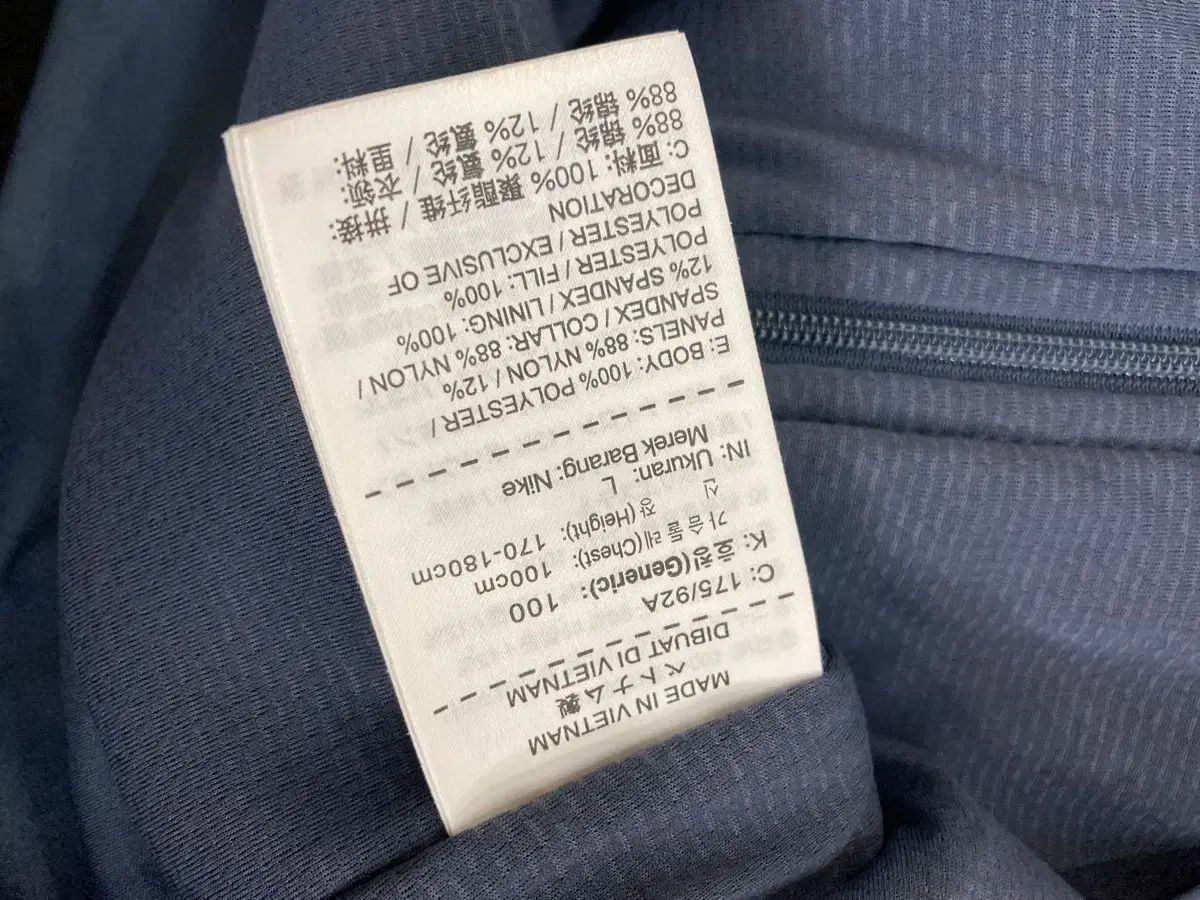 MADE IN VIETNAM
ベトナム製
DIBUAT DI VIETNAM
C: 175/92A
K: 호칭(Generic): 100
가슴둘레(Chest): 100cm
신 장(Height): 170-180cm
IN: Ukuran: L
Merek Barang: Nike
E: BODY: 100% POLYESTER /
PANELS: 88% NYLON / 12%
SPANDEX / COLLAR: 88% NYLON /
12% SPANDEX / LINING: 100%
POLYESTER / FILL: 100%
POLYESTER / EXCLUSIVE OF
DECORATION
C: 面料: 100% 聚酯纤维 / 拼接:
88% 锦纶 / 12% 氨纶 / 衣领:
88% 锦纶 / 12% 氨纶 / 里料: